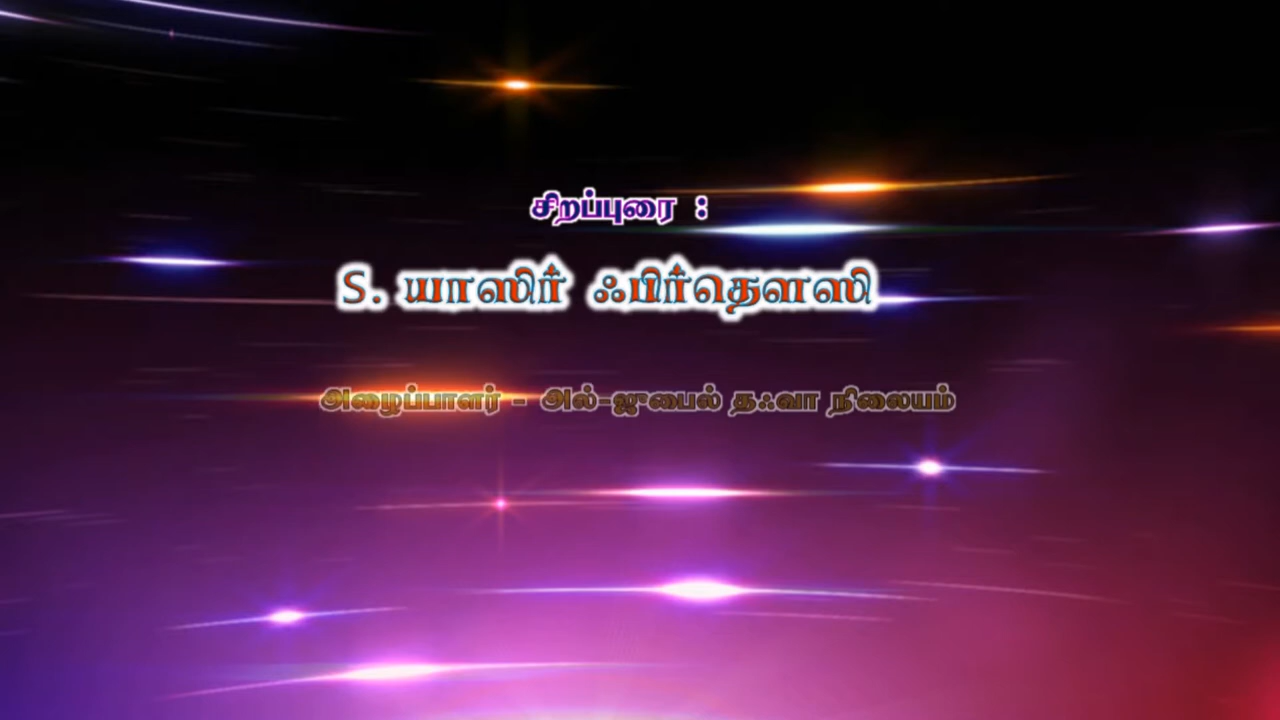 சிறப்புரை :
S. யாஸிர் ஃபிர்தௌஸி
அழைப்பாளர் - அல்-ஜுபைல் தஃவா நிலையம்